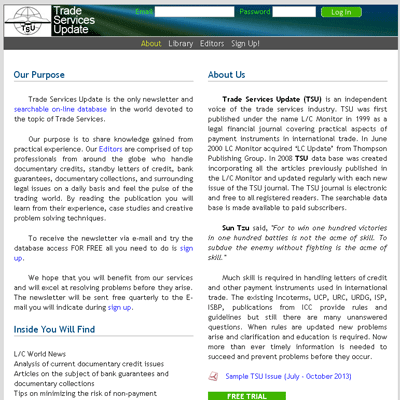 TSU
Trade
Services
Update
Email
Password
Log In
About
Library
Editors
Sign Up!
Our Purpose
Trade Services Update is the only newsletter and
searchable on-line database in the world devoted
to the topic of Trade Services.
Our purpose is to share knowledge gained from
practical experience. Our Editors are comprised of top
professionals from around the globe who handle
documentary credits, standby letters of credit, bank
guarantees, documentary collections, and surrounding
legal issues on a daily basis and feel the pulse of the
trading world. By reading the publication you will
learn from their experience, case studies and creative
problem solving techniques.
To receive the newsletter via e-mail and try the
database access FOR FREE all you need to do is sign
up.
We hope that you will benefit from our services
and will excel at resolving problems before they arise.
The newsletter will be sent free quarterly to the E-
mail you will indicate during sign up.
Inside You Will Find
L/C World News
Analysis of current documentary credit issues
Articles on the subject of bank guarantees and
documentary collections
Tips on minimizing the risk of non-payment
About Us
Trade Services Update (TSU) is an independent
voice of the trade services industry. TSU was first
published under the name L/C Monitor in 1999 as a
legal financial journal covering practical aspects of
payment instruments in international trade. In June
2000 LC Monitor acquired "LC Update" from Thompson
Publishing Group. In 2008 TSU data base was created
incorporating all the articles previously published in
the L/C Monitor and updated regularly with each new
issue of the TSU journal. The TSU journal is electronic
and free to all registered readers. The searchable data
base is made available to paid subscribers.
Sun Tzu said, "For to win one hundred victories
in one hundred battles is not the acme of skill. To
subdue the enemy without fighting is the acme of
skill."
Much skill is required in handling letters of credit
and other payment instruments used in international
trade. The existing Incoterms, UCP, URC, URDG, ISP,
ISBP, publications from ICC provide rules and
guidelines but still there are many unanswered
questions. When rules are updated new problems
arise and clarification and education is required. Now
more than ever timely information is needed to
succeed and prevent problems before they occur.
Sample TSU Issue (July - October 2013)
FREE TRIAL